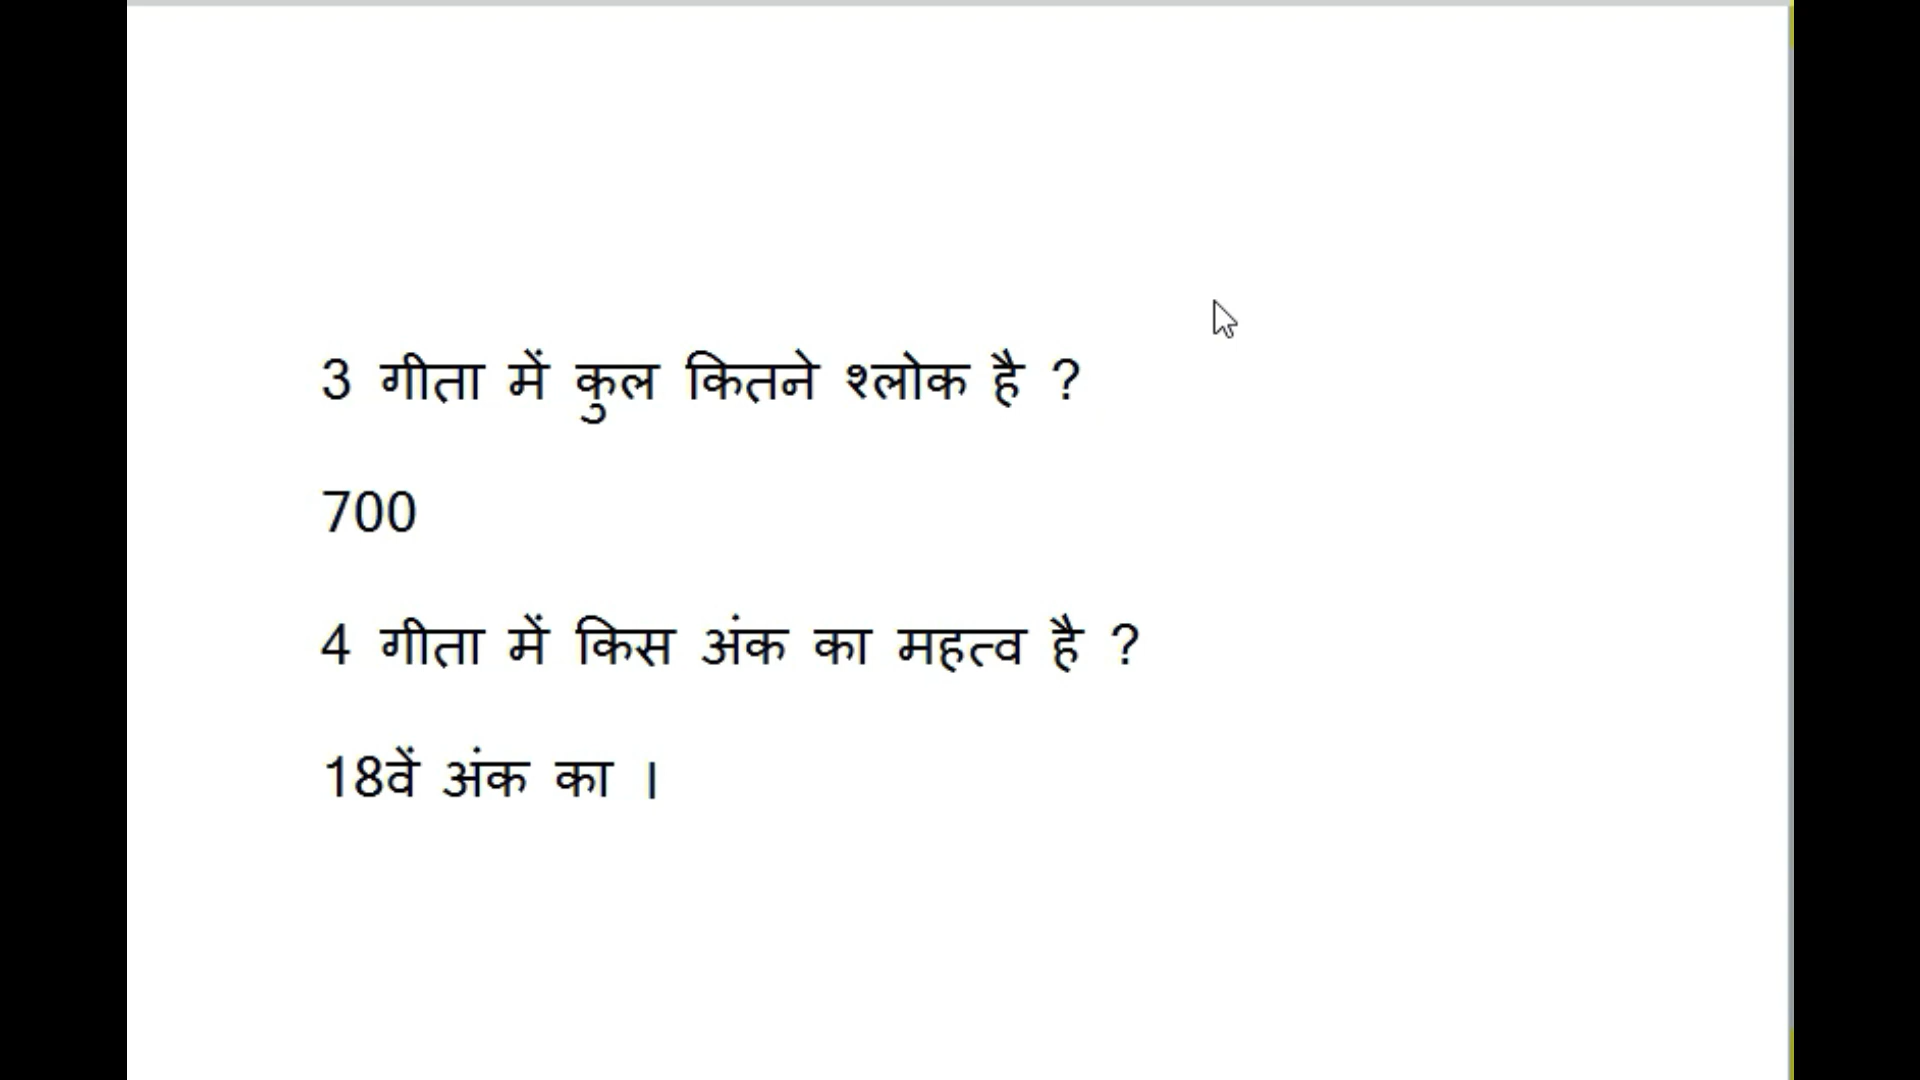 3 गीता में कुल कितने श्लोक है ?
700
4 गीता में किस अंक का महत्व है ?
18वें अंक का ।